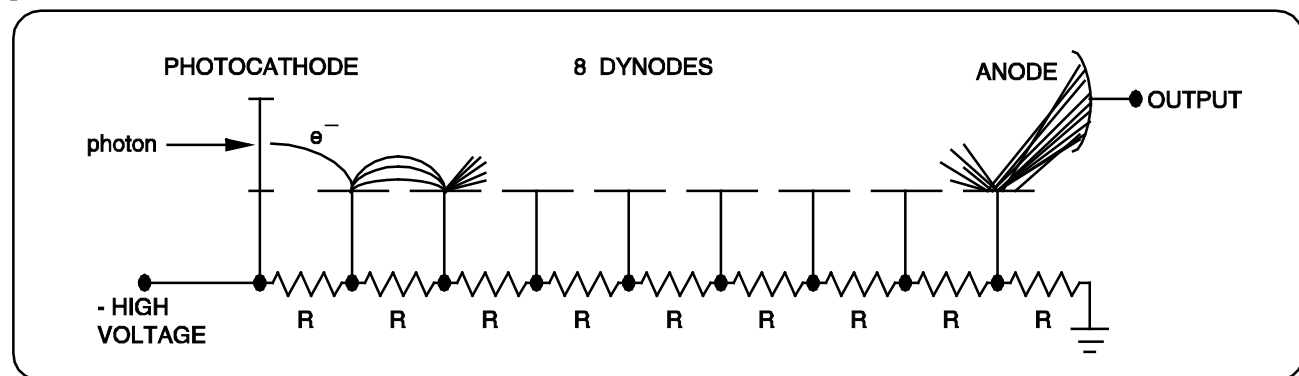 PHOTOCATHODE
8 DYNODES
ANODE
OUTPUT
photon
e⁻
- HIGH
VOLTAGE
R R R R R R R R R